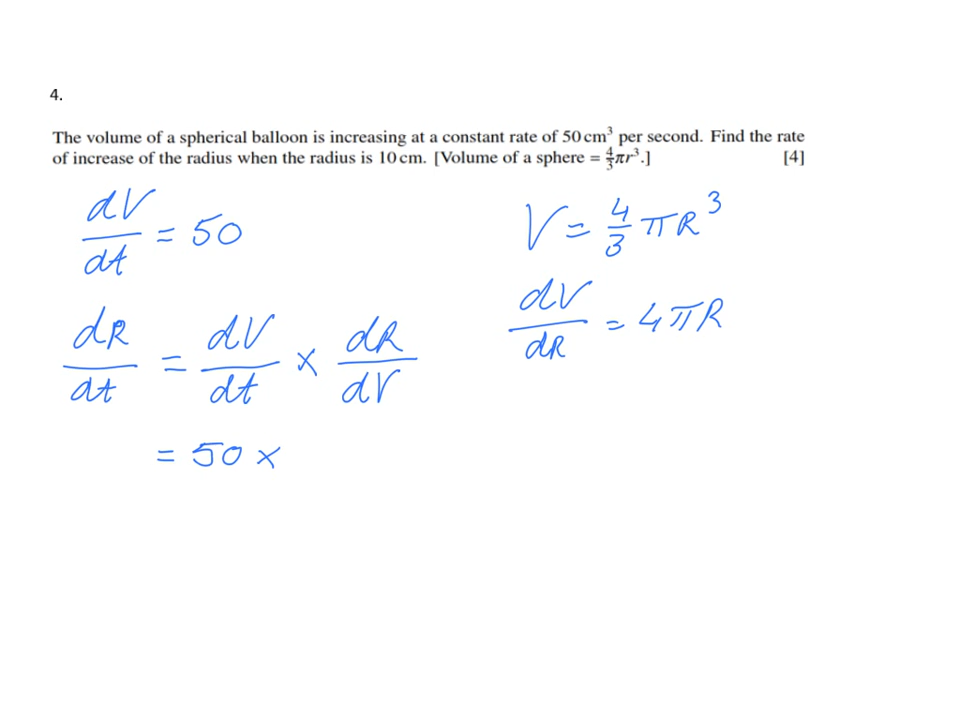 4.
The volume of a spherical balloon is increasing at a constant rate of 50 cm³ per second. Find the rate
of increase of the radius when the radius is 10 cm. [Volume of a sphere = 4/3 πr³.] [4]
dV/dt = 50
V = 4/3 πR³
dV/dR = 4πR
dR/dt = dV/dt × dR/dV
= 50 ×